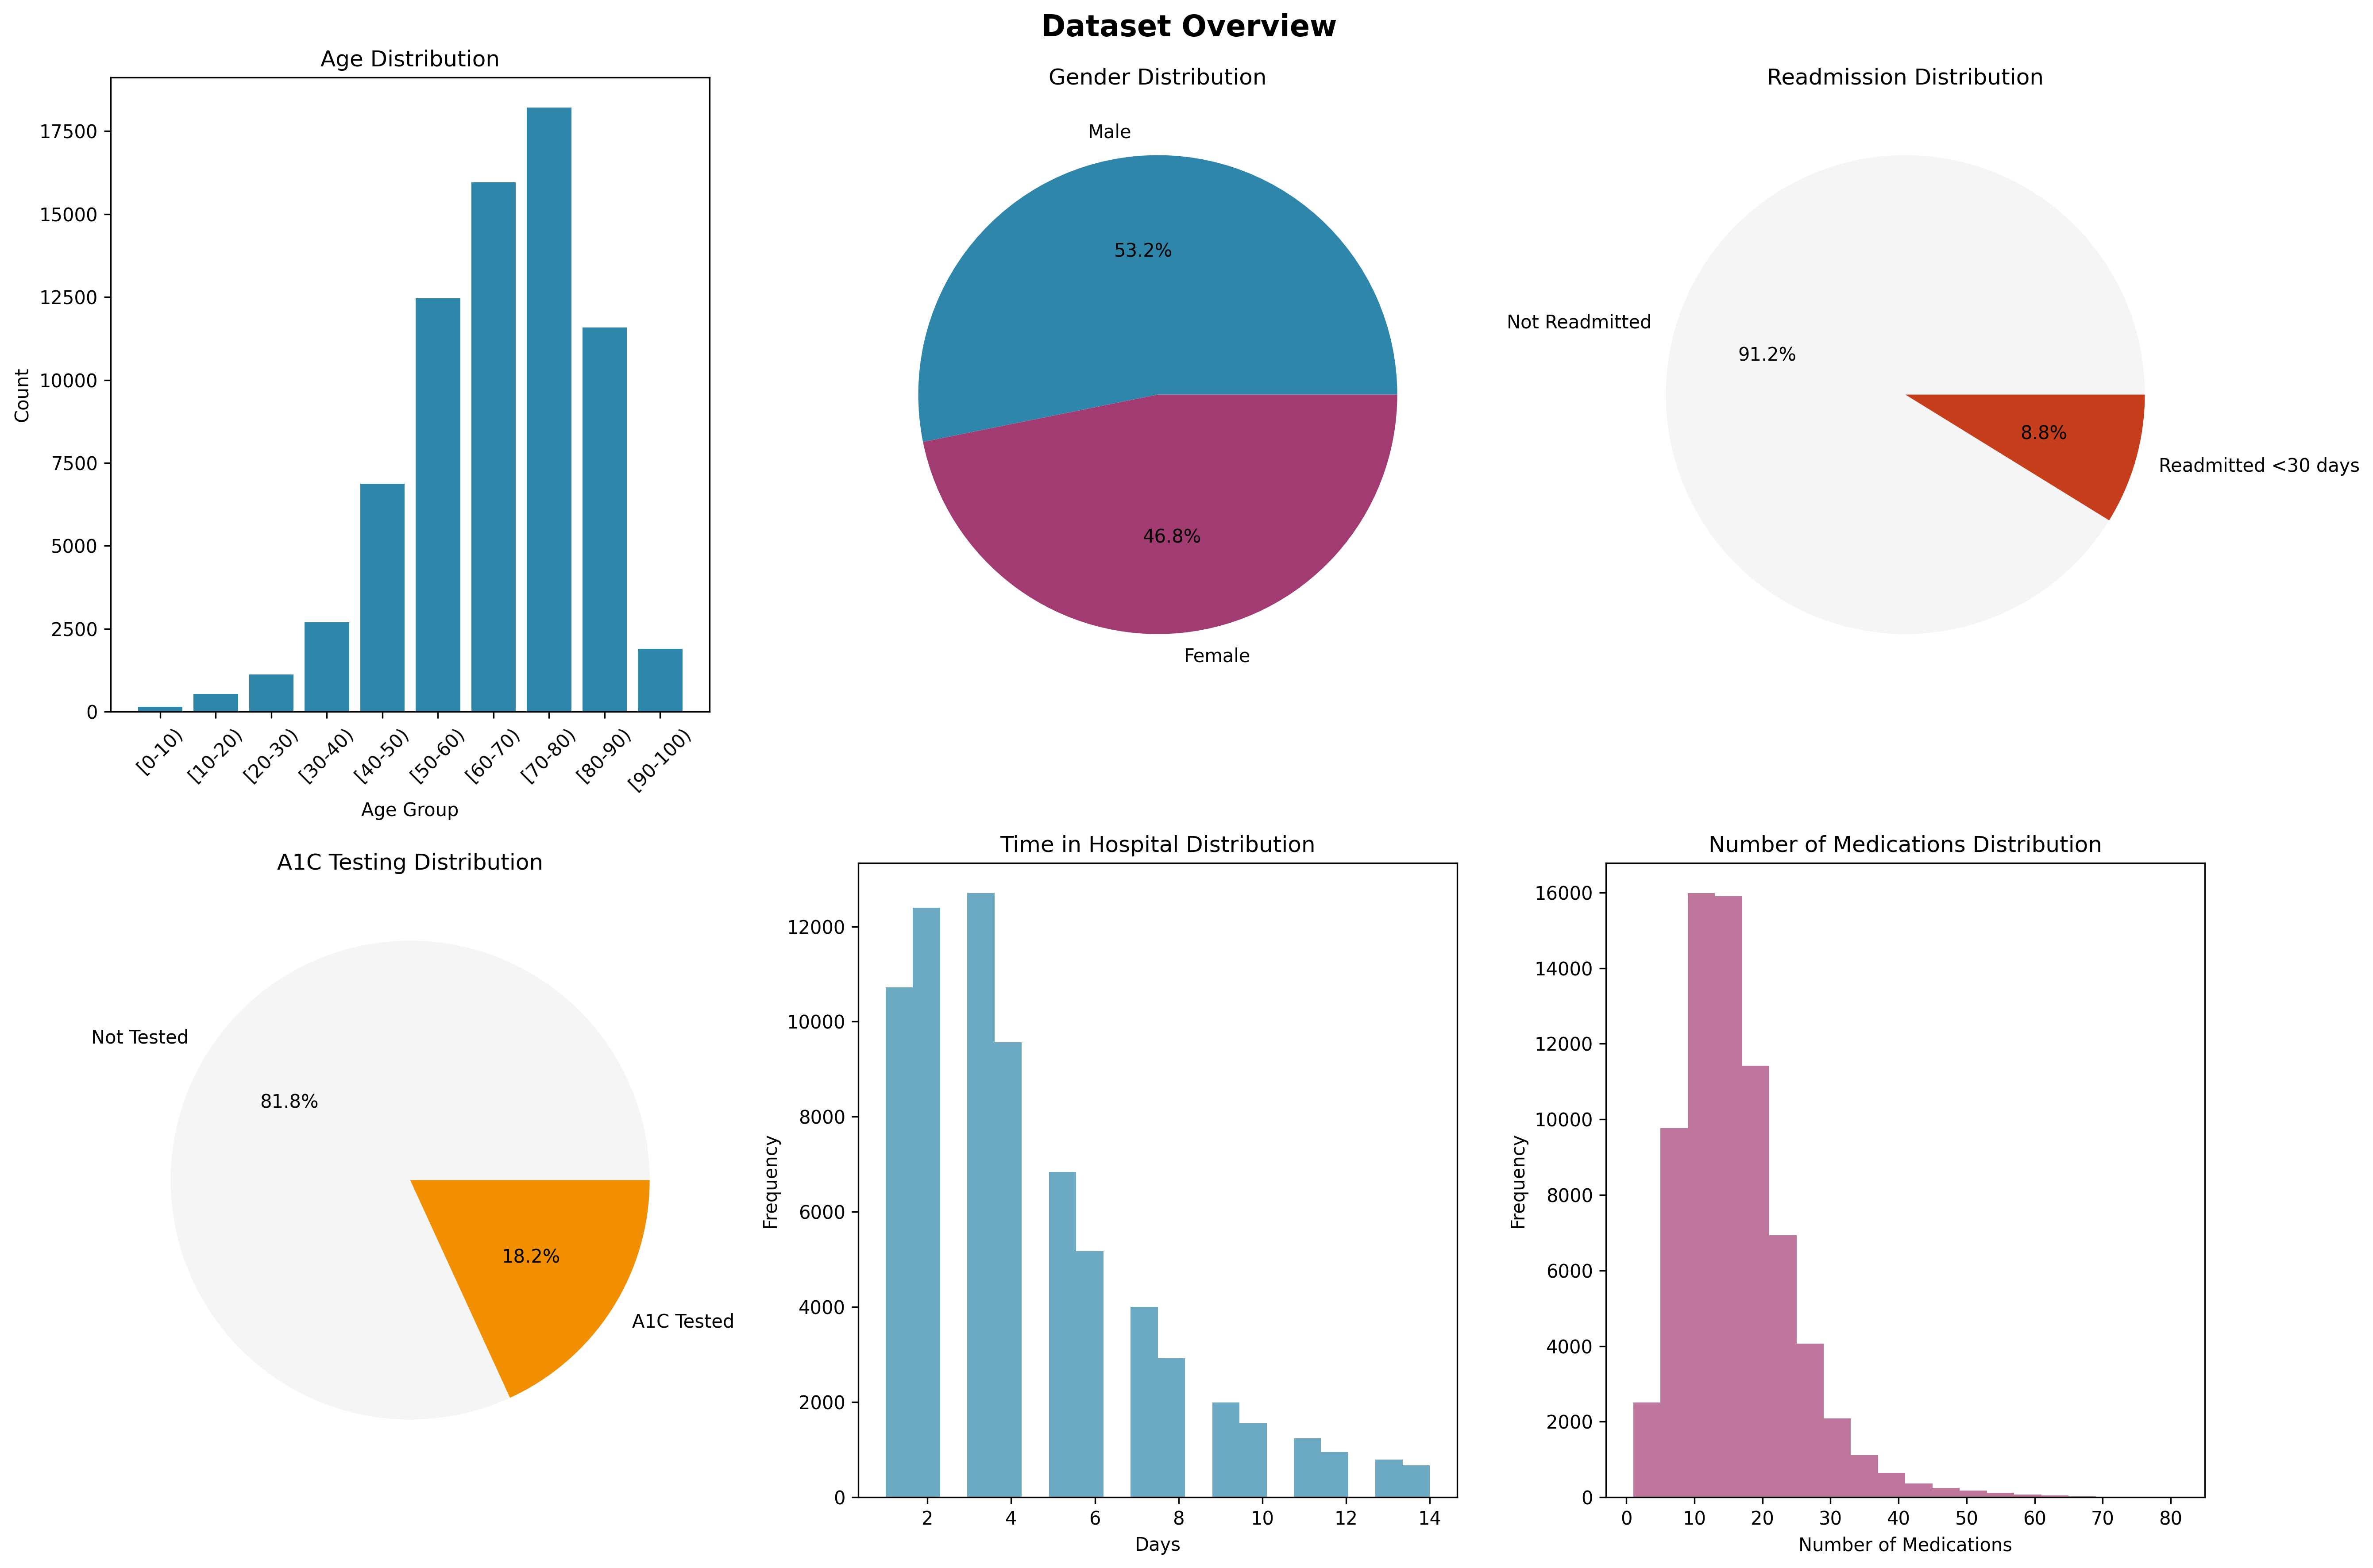 Dataset Overview
Age Distribution
Count
17500
15000
12500
10000
7500
5000
2500
0
[0-10)
[10-20)
[20-30)
[30-40)
[40-50)
[50-60)
[60-70)
[70-80)
[80-90)
[90-100)
Age Group
Gender Distribution
Male
53.2%
46.8%
Female
Readmission Distribution
Not Readmitted
91.2%
8.8%
Readmitted <30 days
A1C Testing Distribution
Not Tested
81.8%
18.2%
A1C Tested
Time in Hospital Distribution
Frequency
12000
10000
8000
6000
4000
2000
0
2 4 6 8 10 12 14
Days
Number of Medications Distribution
Frequency
16000
14000
12000
10000
8000
6000
4000
2000
0
0 10 20 30 40 50 60 70 80
Number of Medications